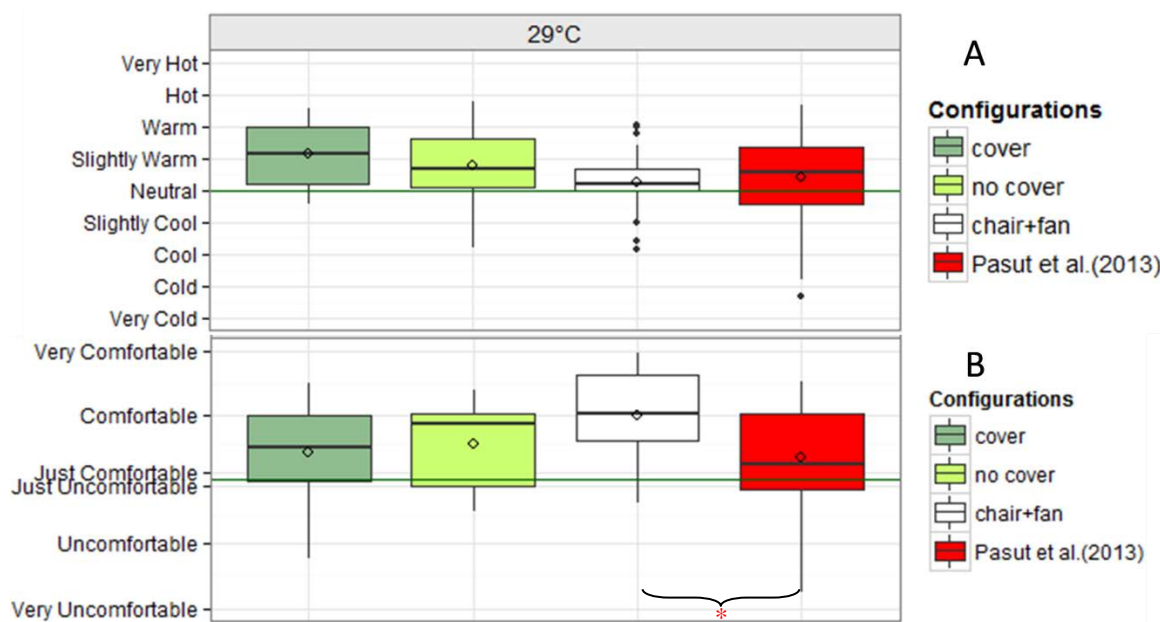 29°C
A
Very Hot
Hot
Warm
Slightly Warm
Neutral
Slightly Cool
Cool
Cold
Very Cold
Configurations
cover
no cover
chair+fan
Pasut et al.(2013)
B
Very Comfortable
Comfortable
Just Comfortable
Just Uncomfortable
Uncomfortable
Very Uncomfortable
*
Configurations
cover
no cover
chair+fan
Pasut et al.(2013)